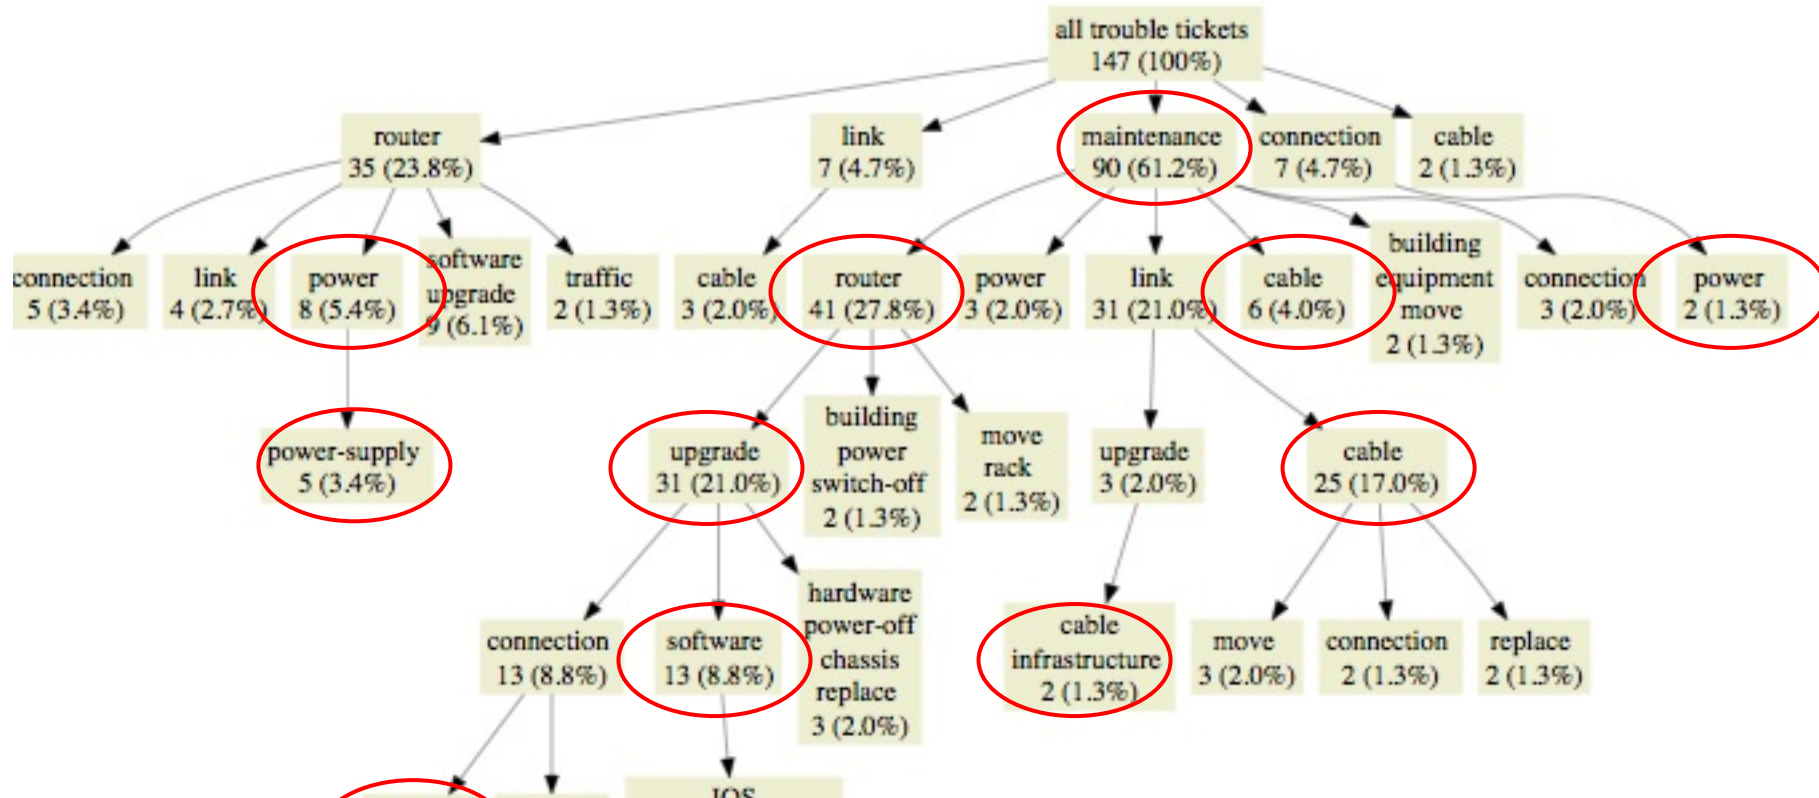 all trouble tickets
147 (100%)
router
35 (23.8%)
link
7 (4.7%)
maintenance
90 (61.2%)
connection
7 (4.7%)
cable
2 (1.3%)
connection
5 (3.4%)
link
4 (2.7%)
power
8 (5.4%)
software
upgrade
9 (6.1%)
traffic
2 (1.3%)
cable
3 (2.0%)
router
41 (27.8%)
power
3 (2.0%)
link
31 (21.0%)
cable
6 (4.0%)
building
equipment
move
2 (1.3%)
connection
3 (2.0%)
power
2 (1.3%)
power-supply
5 (3.4%)
upgrade
31 (21.0%)
building
power
switch-off
2 (1.3%)
move
rack
2 (1.3%)
upgrade
3 (2.0%)
cable
25 (17.0%)
connection
13 (8.8%)
software
13 (8.8%)
hardware
power-off
chassis
replace
3 (2.0%)
cable
infrastructure
2 (1.3%)
move
3 (2.0%)
connection
2 (1.3%)
replace
2 (1.3%)
IOS